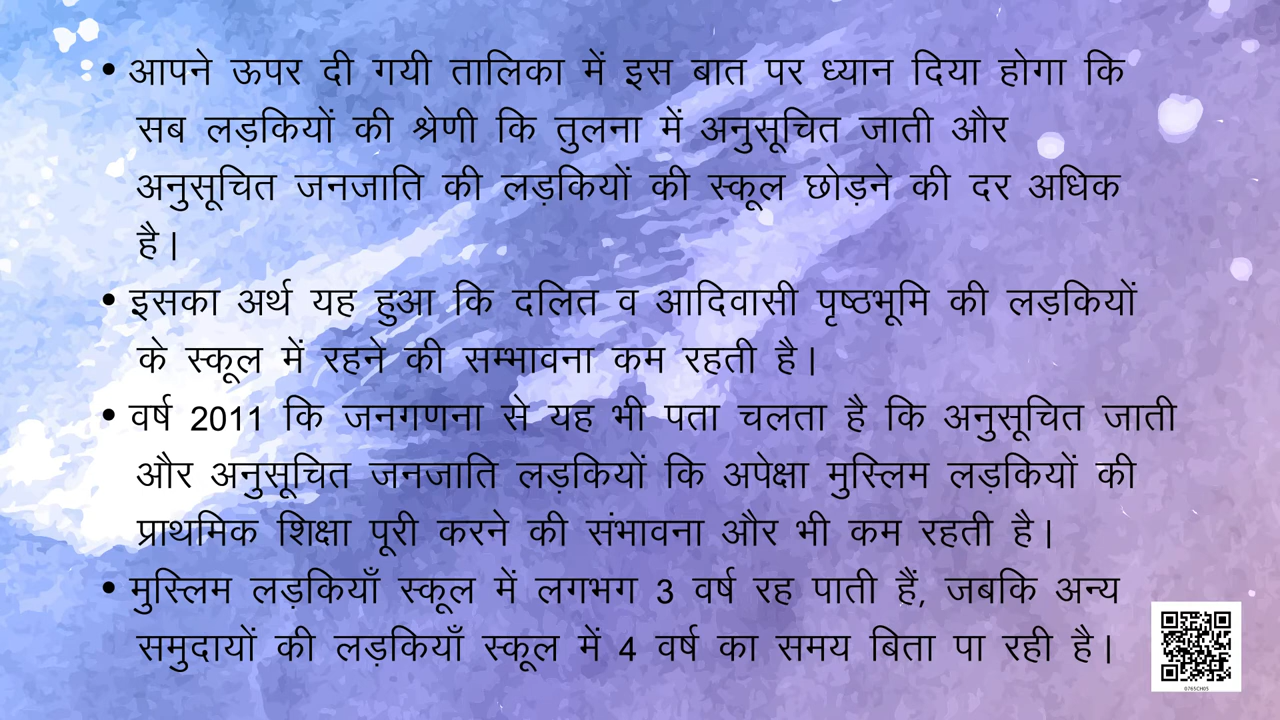 • आपने ऊपर दी गयी तालिका में इस बात पर ध्यान दिया होगा कि
सब लड़कियों की श्रेणी कि तुलना में अनुसूचित जाती और
अनुसूचित जनजाति की लड़कियों की स्कूल छोड़ने की दर अधिक
है।
• इसका अर्थ यह हुआ कि दलित व आदिवासी पृष्ठभूमि की लड़कियों
के स्कूल में रहने की सम्भावना कम रहती है।
• वर्ष 2011 कि जनगणना से यह भी पता चलता है कि अनुसूचित जाती
और अनुसूचित जनजाति लड़कियों कि अपेक्षा मुस्लिम लड़कियों की
प्राथमिक शिक्षा पूरी करने की संभावना और भी कम रहती है।
• मुस्लिम लड़कियाँ स्कूल में लगभग 3 वर्ष रह पाती हैं, जबकि अन्य
समुदायों की लड़कियाँ स्कूल में 4 वर्ष का समय बिता पा रही है।
0765CH05